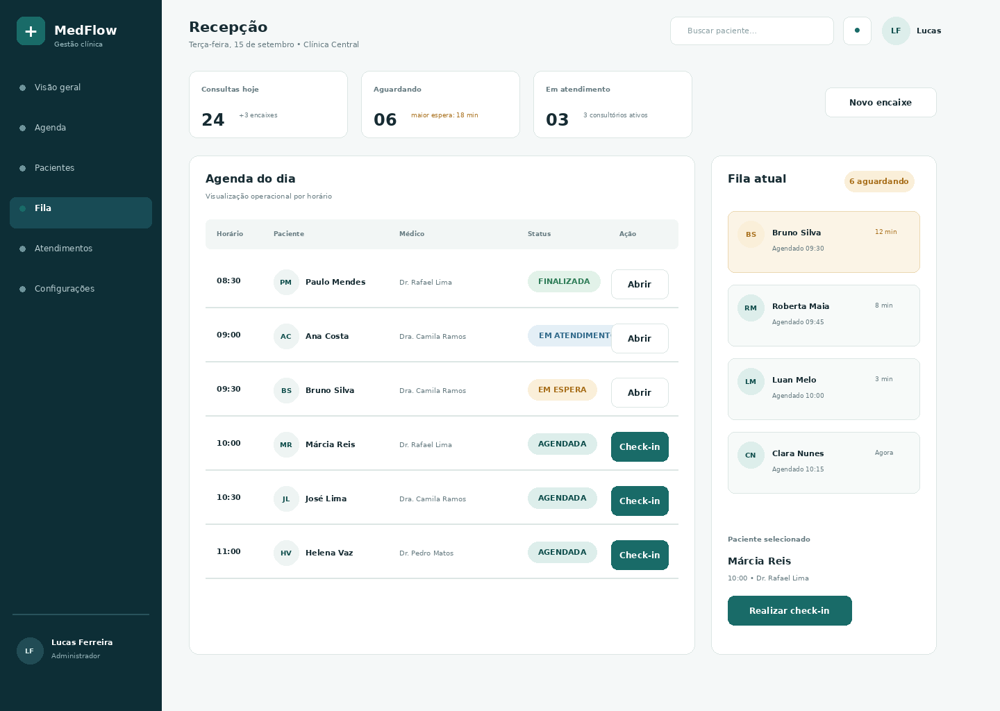 + MedFlow
Gestão clínica
Visão geral
Agenda
Pacientes
Fila
Atendimentos
Configurações
LF Lucas Ferreira
Administrador
Recepção
Terça-feira, 15 de setembro • Clínica Central
Buscar paciente...
LF Lucas
Consultas hoje
24 +3 encaixes
Aguardando
06 maior espera: 18 min
Em atendimento
03 3 consultórios ativos
Novo encaixe
Agenda do dia
Visualização operacional por horário
Horário Paciente Médico Status Ação
08:30 PM Paulo Mendes Dr. Rafael Lima FINALIZADA Abrir
09:00 AC Ana Costa Dra. Camila Ramos EM ATENDIMENTO Abrir
09:30 BS Bruno Silva Dra. Camila Ramos EM ESPERA Abrir
10:00 MR Márcia Reis Dr. Rafael Lima AGENDADA Check-in
10:30 JL José Lima Dra. Camila Ramos AGENDADA Check-in
11:00 HV Helena Vaz Dr. Pedro Matos AGENDADA Check-in
Fila atual 6 aguardando
BS Bruno Silva 12 min
Agendado 09:30
RM Roberta Maia 8 min
Agendado 09:45
LM Luan Melo 3 min
Agendado 10:00
CN Clara Nunes Agora
Agendado 10:15
Paciente selecionado
Márcia Reis
10:00 • Dr. Rafael Lima
Realizar check-in